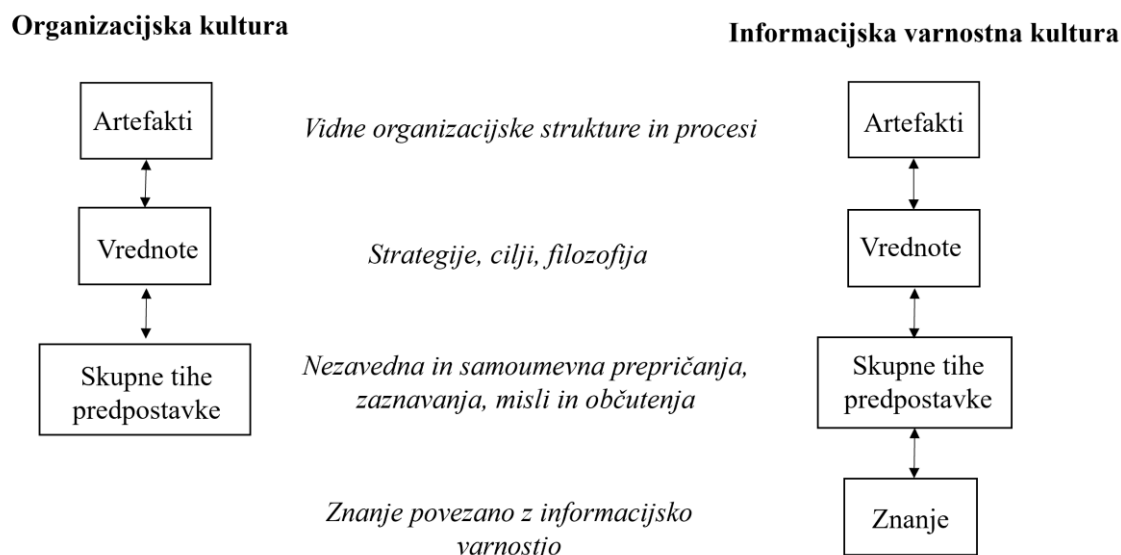 Organizacijska kultura
Informacijska varnostna kultura
Artefakti
Vidne organizacijske strukture in procesi
Artefakti
Vrednote
Strategije, cilji, filozofija
Vrednote
Skupne tihe
predpostavke
Nezavedna in samoumevna prepričanja,
zaznavanja, misli in občutenja
Skupne tihe
predpostavke
Znanje povezano z informacijsko
varnostjo
Znanje